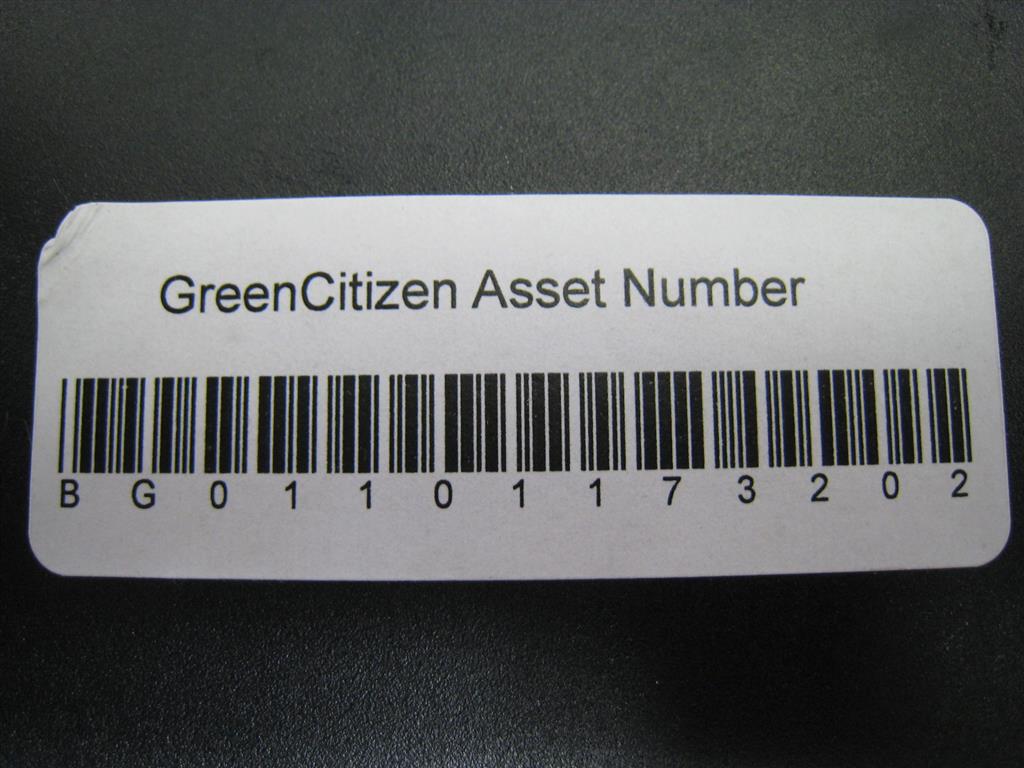 GreenCitizen Asset Number
B G 0 1 1 0 1 1 7 3 2 0 2